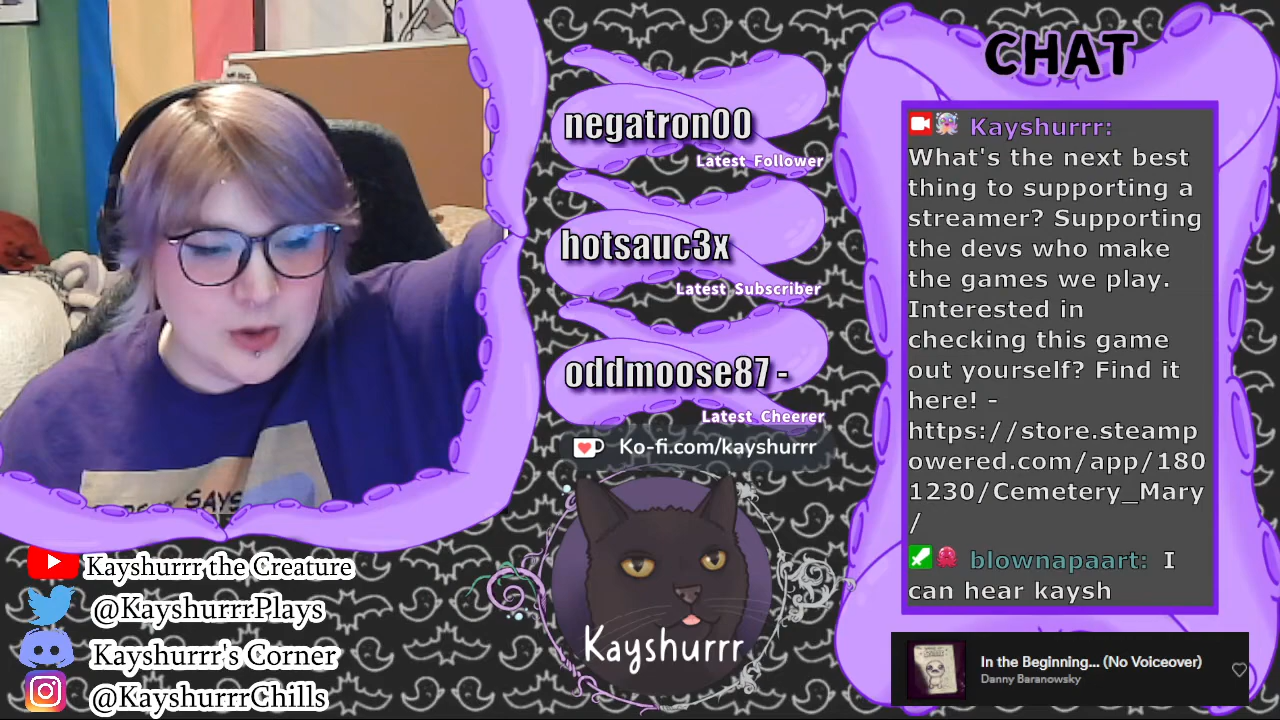 CHAT
negatron00
Latest Follower
hotsauc3x
Latest Subscriber
oddmoose87 -
Latest Cheerer
Ko-fi.com/kayshurrr
Kayshurrr
SAYS
Kayshurrr the Creature
@KayshurrrPlays
Kayshurrr's Corner
@KayshurrrChills
Kayshurrr:
What's the next best
thing to supporting a
streamer? Supporting
the devs who make
the games we play.
Interested in
checking this game
out yourself? Find it
here! -
https://store.steamp
owered.com/app/180
1230/Cemetery_Mary
/
blownapaart: I
can hear kaysh
In the Beginning... (No Voiceover)
Danny Baranowsky